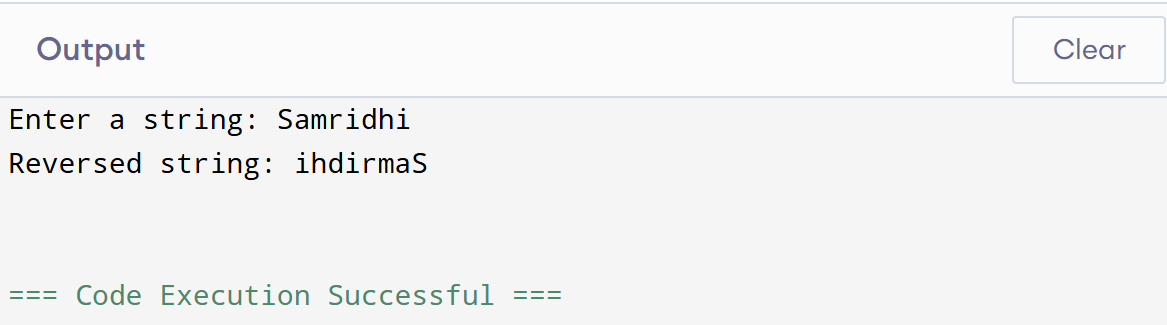 Output
Clear
Enter a string: Samridhi
Reversed string: ihdirmaS
=== Code Execution Successful ===